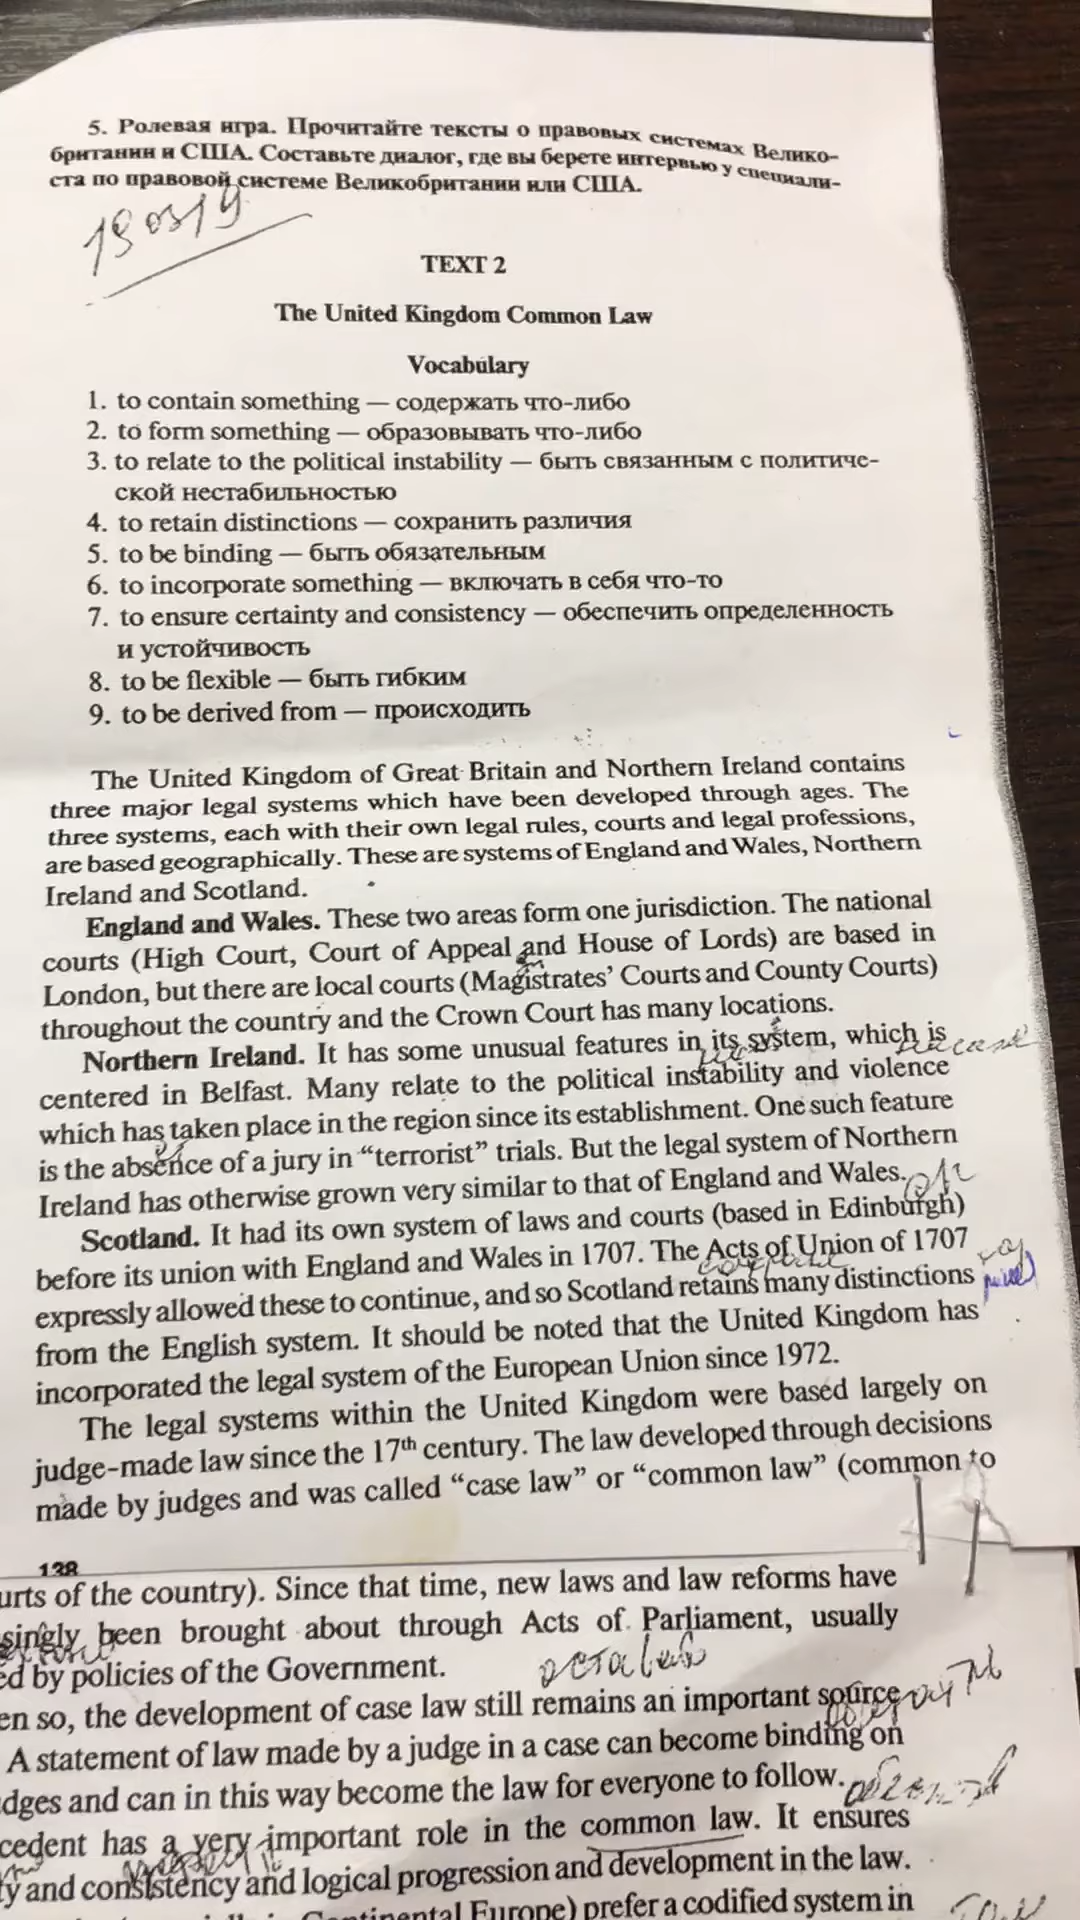 5. Ролевая игра. Прочитайте тексты о правовых системах Велико-
британии и США. Составьте диалог, где вы берете интервью у специали-
ста по правовой системе Великобритании или США.
TEXT 2
The United Kingdom Common Law
Vocabulary
1. to contain something — содержать что-либо
2. to form something — образовывать что-либо
3. to relate to the political instability — быть связанным с политиче-
ской нестабильностью
4. to retain distinctions — сохранить различия
5. to be binding — быть обязательным
6. to incorporate something — включать в себя что-то
7. to ensure certainty and consistency — обеспечить определенность
и устойчивость
8. to be flexible — быть гибким
9. to be derived from — происходить
The United Kingdom of Great Britain and Northern Ireland contains
three major legal systems which have been developed through ages. The
three systems, each with their own legal rules, courts and legal professions,
are based geographically. These are systems of England and Wales, Northern
Ireland and Scotland.
England and Wales. These two areas form one jurisdiction. The national
courts (High Court, Court of Appeal and House of Lords) are based in
London, but there are local courts (Magistrates’ Courts and County Courts)
throughout the country and the Crown Court has many locations.
Northern Ireland. It has some unusual features in its system, which is
centered in Belfast. Many relate to the political instability and violence
which has taken place in the region since its establishment. One such feature
is the absence of a jury in “terrorist” trials. But the legal system of Northern
Ireland has otherwise grown very similar to that of England and Wales.
Scotland. It had its own system of laws and courts (based in Edinburgh)
before its union with England and Wales in 1707. The Acts of Union of 1707
expressly allowed these to continue, and so Scotland retains many distinctions
from the English system. It should be noted that the United Kingdom has
incorporated the legal system of the European Union since 1972.
The legal systems within the United Kingdom were based largely on
judge-made law since the 17th century. The law developed through decisions
made by judges and was called “case law” or “common law” (common to
138
urts of the country). Since that time, new laws and law reforms have
singly been brought about through Acts of Parliament, usually
ed by policies of the Government.
en so, the development of case law still remains an important source
A statement of law made by a judge in a case can become binding on
dges and can in this way become the law for everyone to follow.
cedent has a very important role in the common law. It ensures
ty and consistency and logical progression and development in the law.
Continental Europe) prefer a codified system in